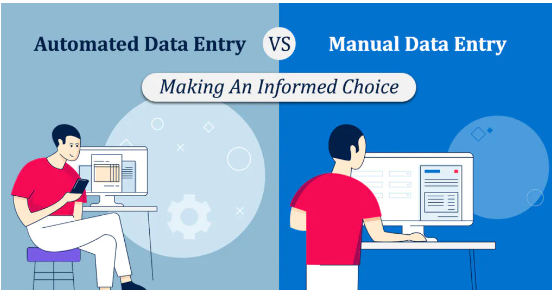 Automated Data Entry VS Manual Data Entry
Making An Informed Choice